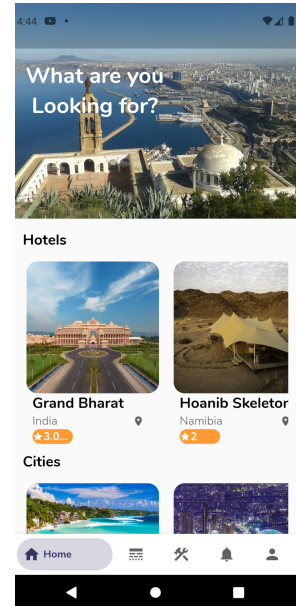 4:44
What are you
Looking for?
Hotels
Grand Bharat
Hoanib Skeletor
India
Namibia
3.0...
2
Cities
Home